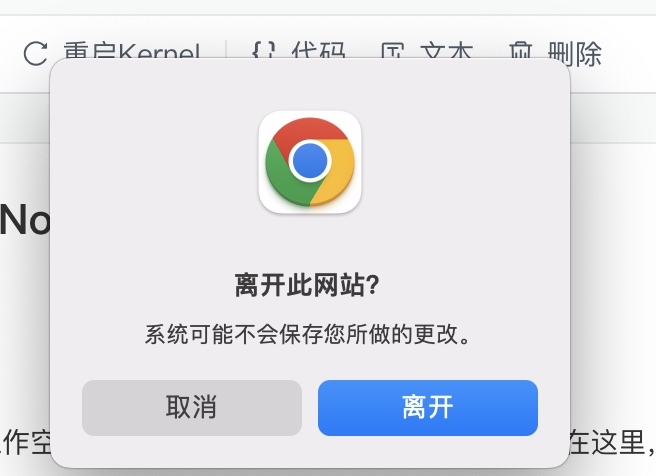 重启Kernel
代码
文本
删除
No
离开此网站?
系统可能不会保存您所做的更改。
取消
离开
作空
在这里,